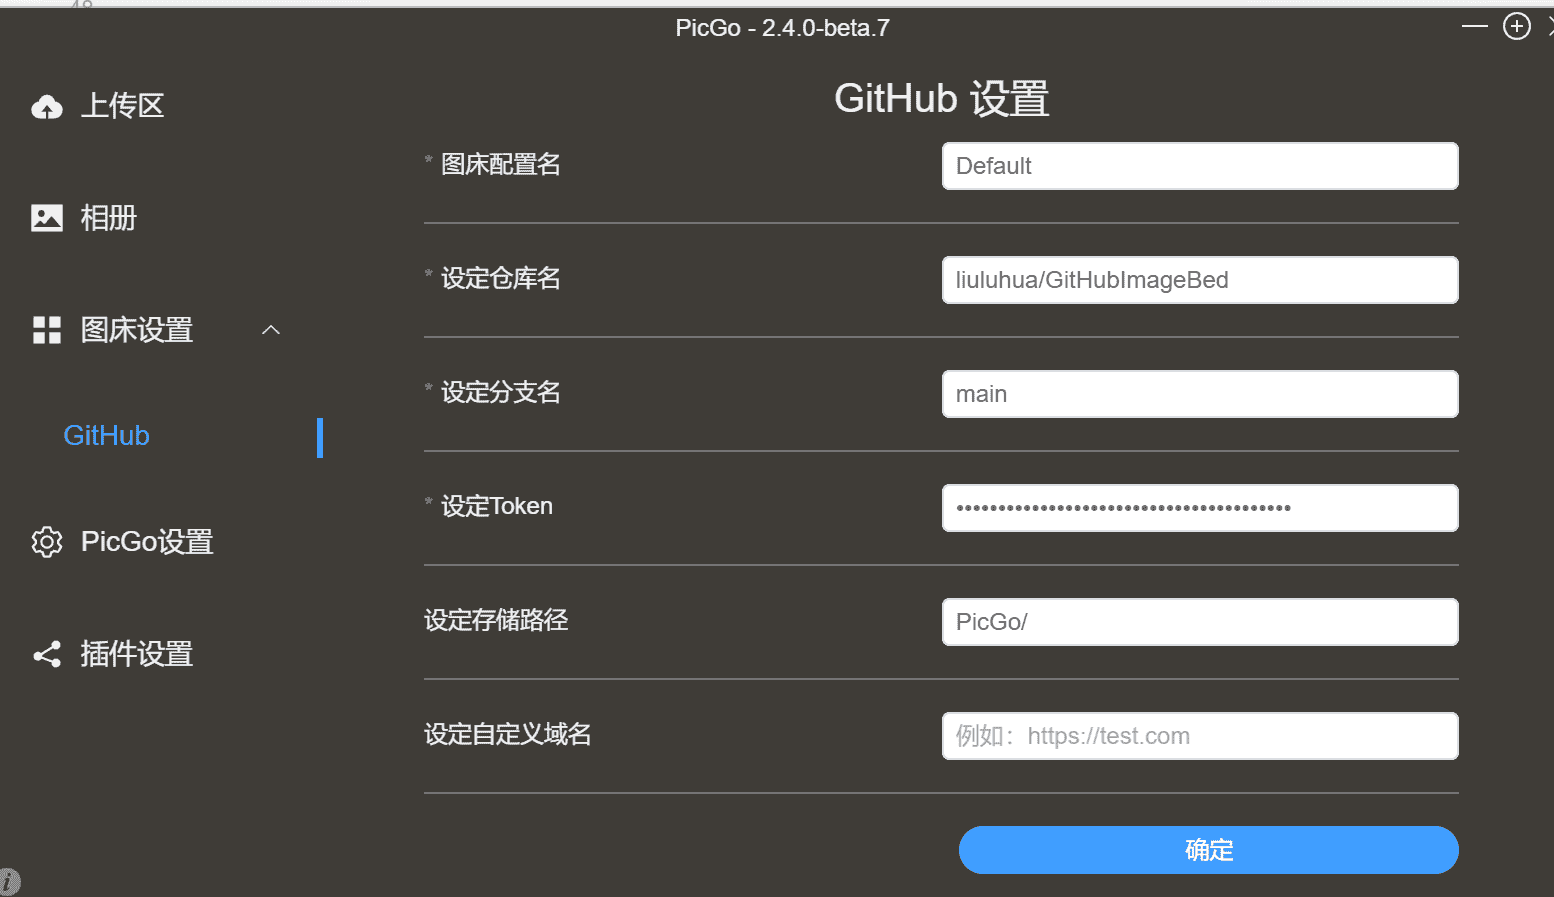 PicGo - 2.4.0-beta.7
上传区
相册
图床设置
GitHub
PicGo设置
插件设置
GitHub 设置
* 图床配置名
Default
* 设定仓库名
liuluhua/GitHubImageBed
* 设定分支名
main
* 设定Token
设定存储路径
PicGo/
设定自定义域名
例如：https://test.com
确定